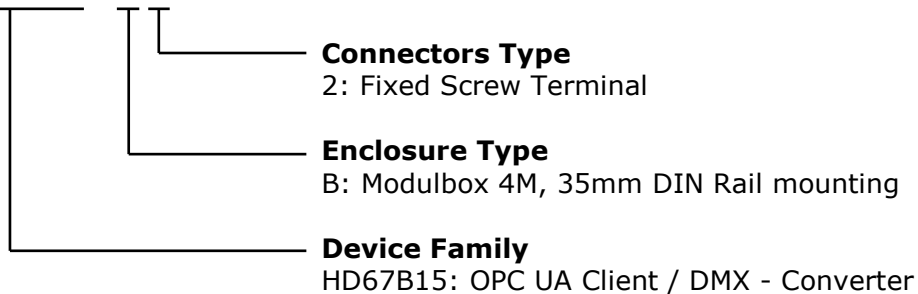 Connectors Type
2: Fixed Screw Terminal
Enclosure Type
B: Modulbox 4M, 35mm DIN Rail mounting
Device Family
HD67B15: OPC UA Client / DMX - Converter